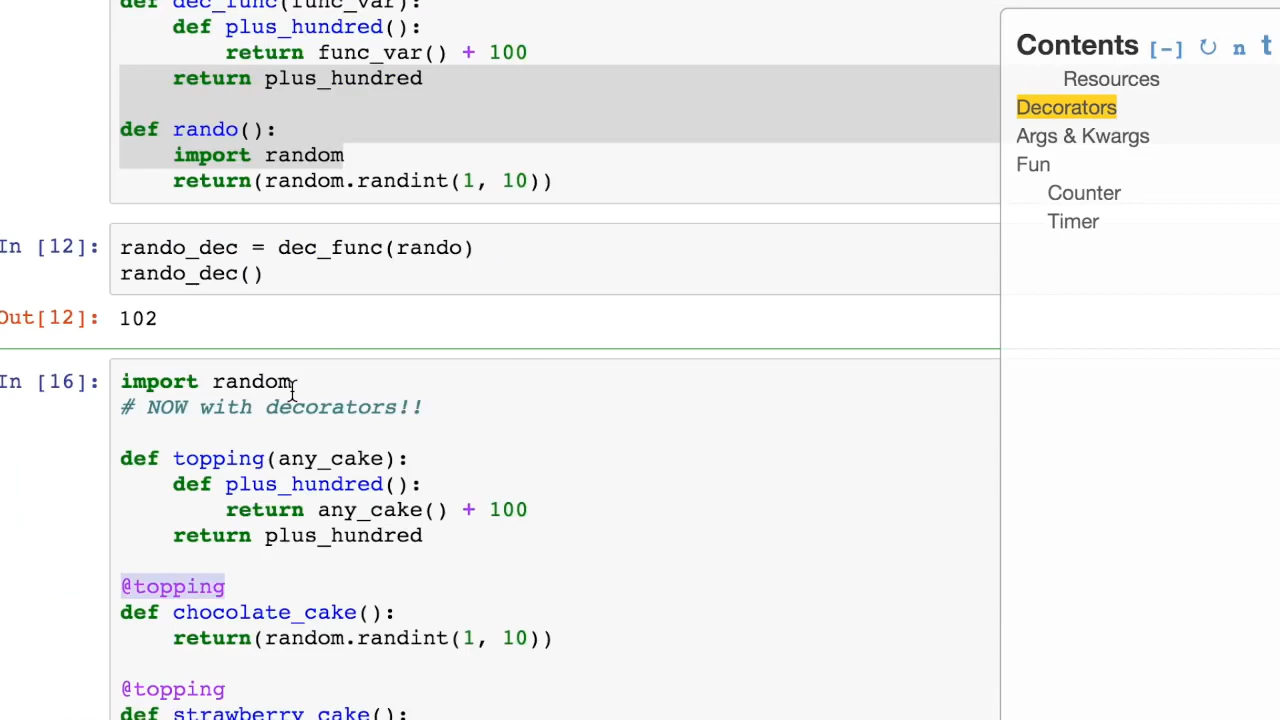 def dec_func(func_var):
def plus_hundred():
return func_var() + 100
return plus_hundred
def rando():
import random
return(random.randint(1, 10))
In [12]:
rando_dec = dec_func(rando)
rando_dec()
Out[12]:
102
In [16]:
import random
# NOW with decorators!!
def topping(any_cake):
def plus_hundred():
return any_cake() + 100
return plus_hundred
@topping
def chocolate_cake():
return(random.randint(1, 10))
@topping
def strawberry_cake():
Contents [-] ↻ n t
Resources
Decorators
Args & Kwargs
Fun
Counter
Timer